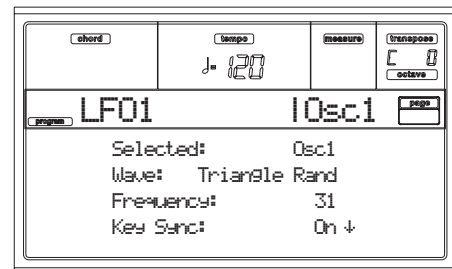 chord tempo measure transpose
♩= 120 C 0
octave
program LFO1 |Osc1 page
Selected: Osc1
Wave: Triangle Rand
Frequency: 31
Key Sync: On ↓